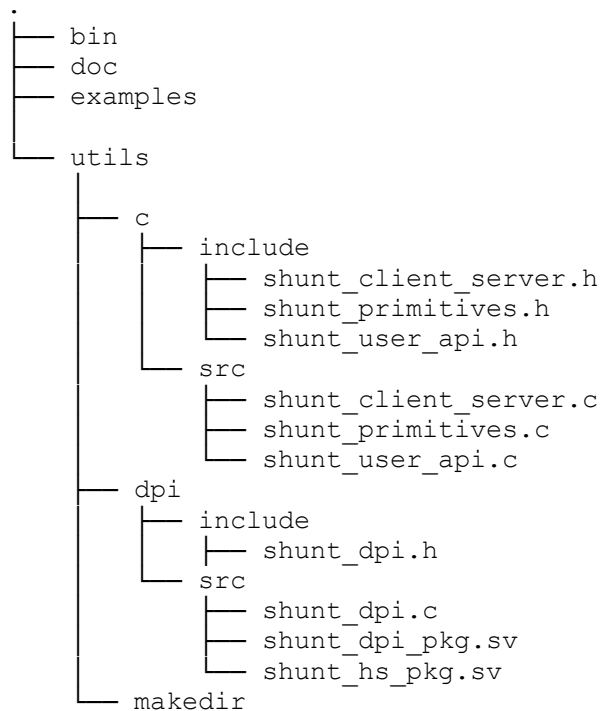 .
├── bin
├── doc
├── examples
│
└── utils
    │
    ├── c
    │   ├── include
    │   │   ├── shunt_client_server.h
    │   │   ├── shunt_primitives.h
    │   │   └── shunt_user_api.h
    │   └── src
    │       ├── shunt_client_server.c
    │       ├── shunt_primitives.c
    │       └── shunt_user_api.c
    ├── dpi
    │   ├── include
    │   │   ├── shunt_dpi.h
    │   └── src
    │       ├── shunt_dpi.c
    │       ├── shunt_dpi_pkg.sv
    │       └── shunt_hs_pkg.sv
    └── makedir